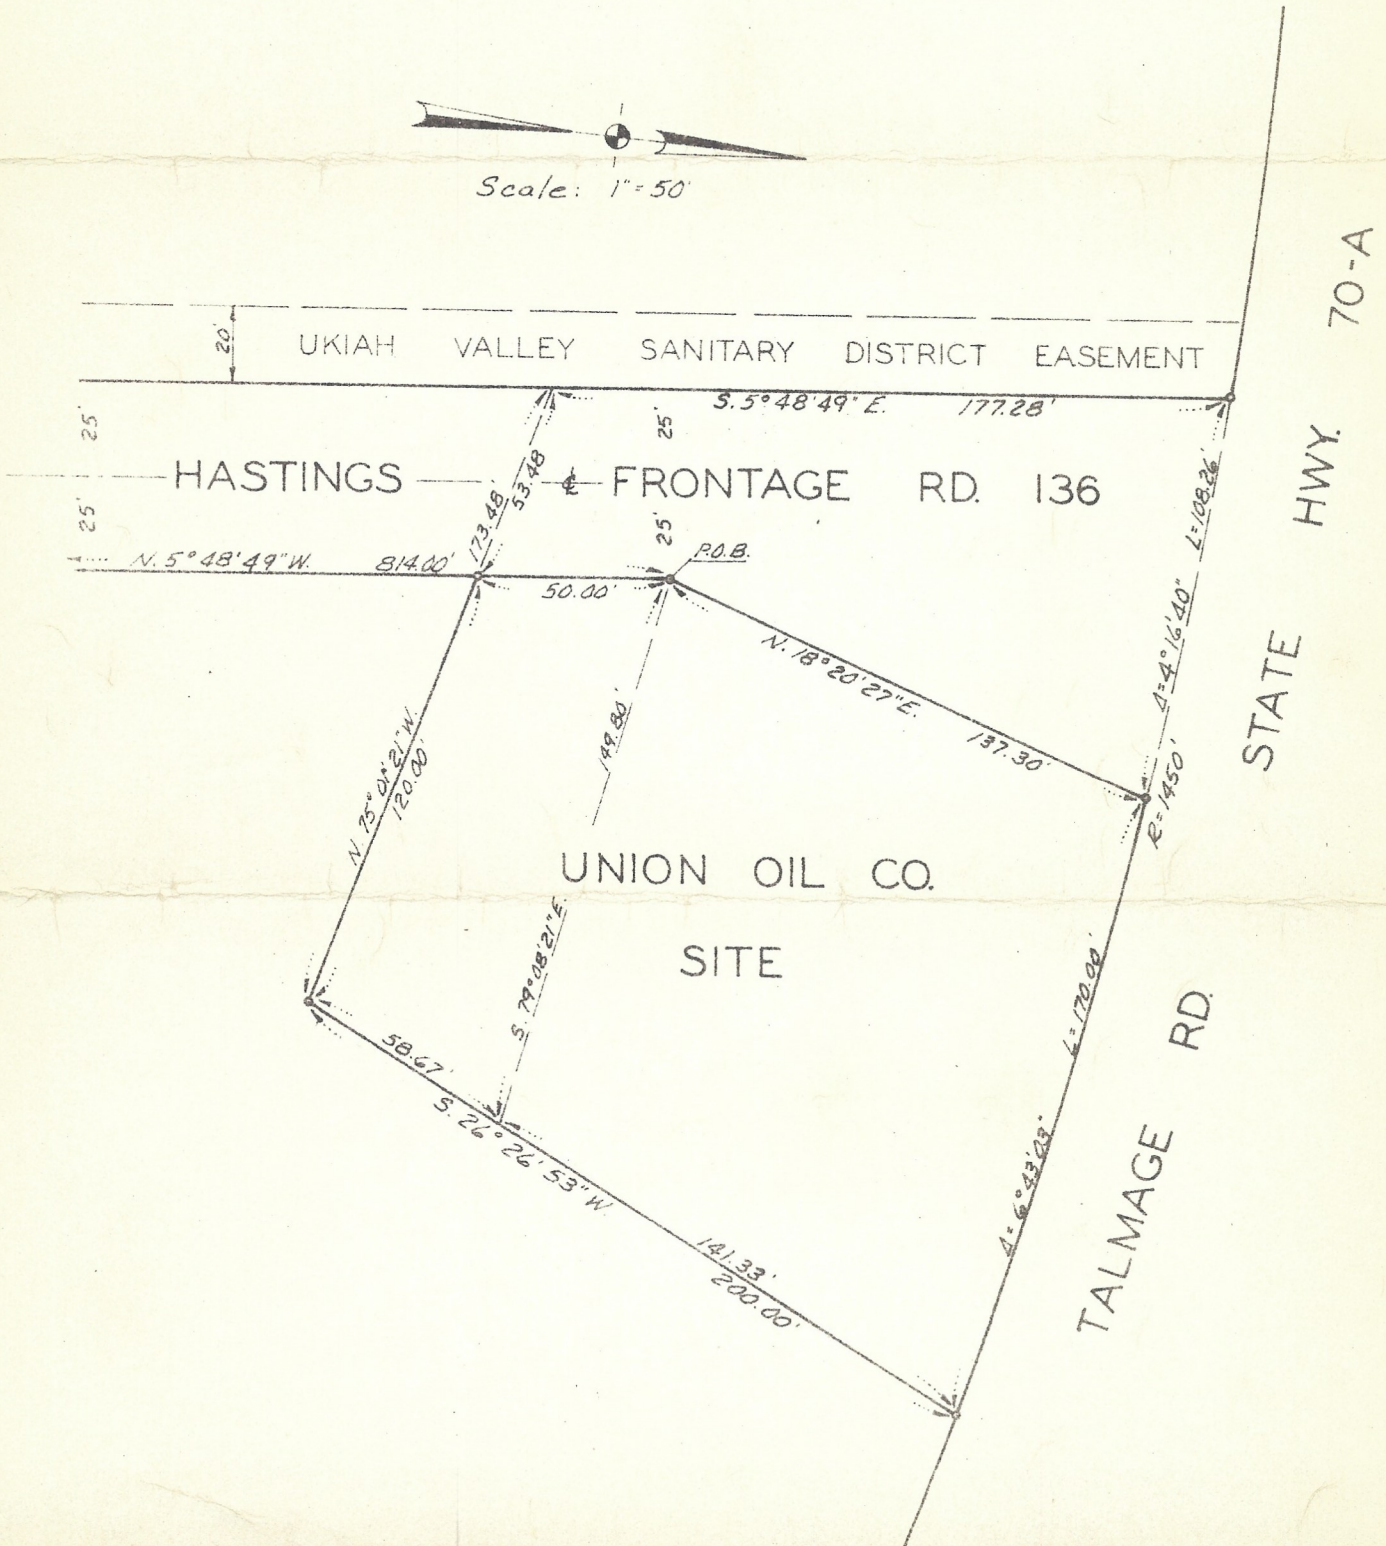 Scale: 1"=50'
70-A
HWY.
STATE
20'
UKIAH VALLEY SANITARY DISTRICT EASEMENT
S. 5°48'49" E. 177.28'
25'
25'
HASTINGS ℄ FRONTAGE RD. 136
173.48'
53.48
L=108.26'
25'
25'
P.O.B.
N. 5°48'49" W. 814.00'
50.00'
Δ=4°16'40"
N. 18°20'27" E.
137.30'
R=1450'
149.80'
N. 75°01'21" W.
120.00'
UNION OIL CO.
SITE
S. 79°08'21" E.
L=170.00'
RD.
58.67'
S. 26°26'53" W.
Δ=6°43'03"
TALMAGE
141.33'
200.00'